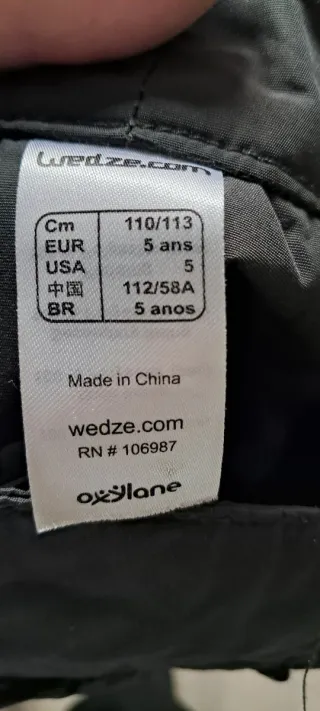 wedze.com
Cm 110/113
EUR 5 ans
USA 5
中国 112/58A
BR 5 anos
Made in China
wedze.com
RN # 106987
oxylane